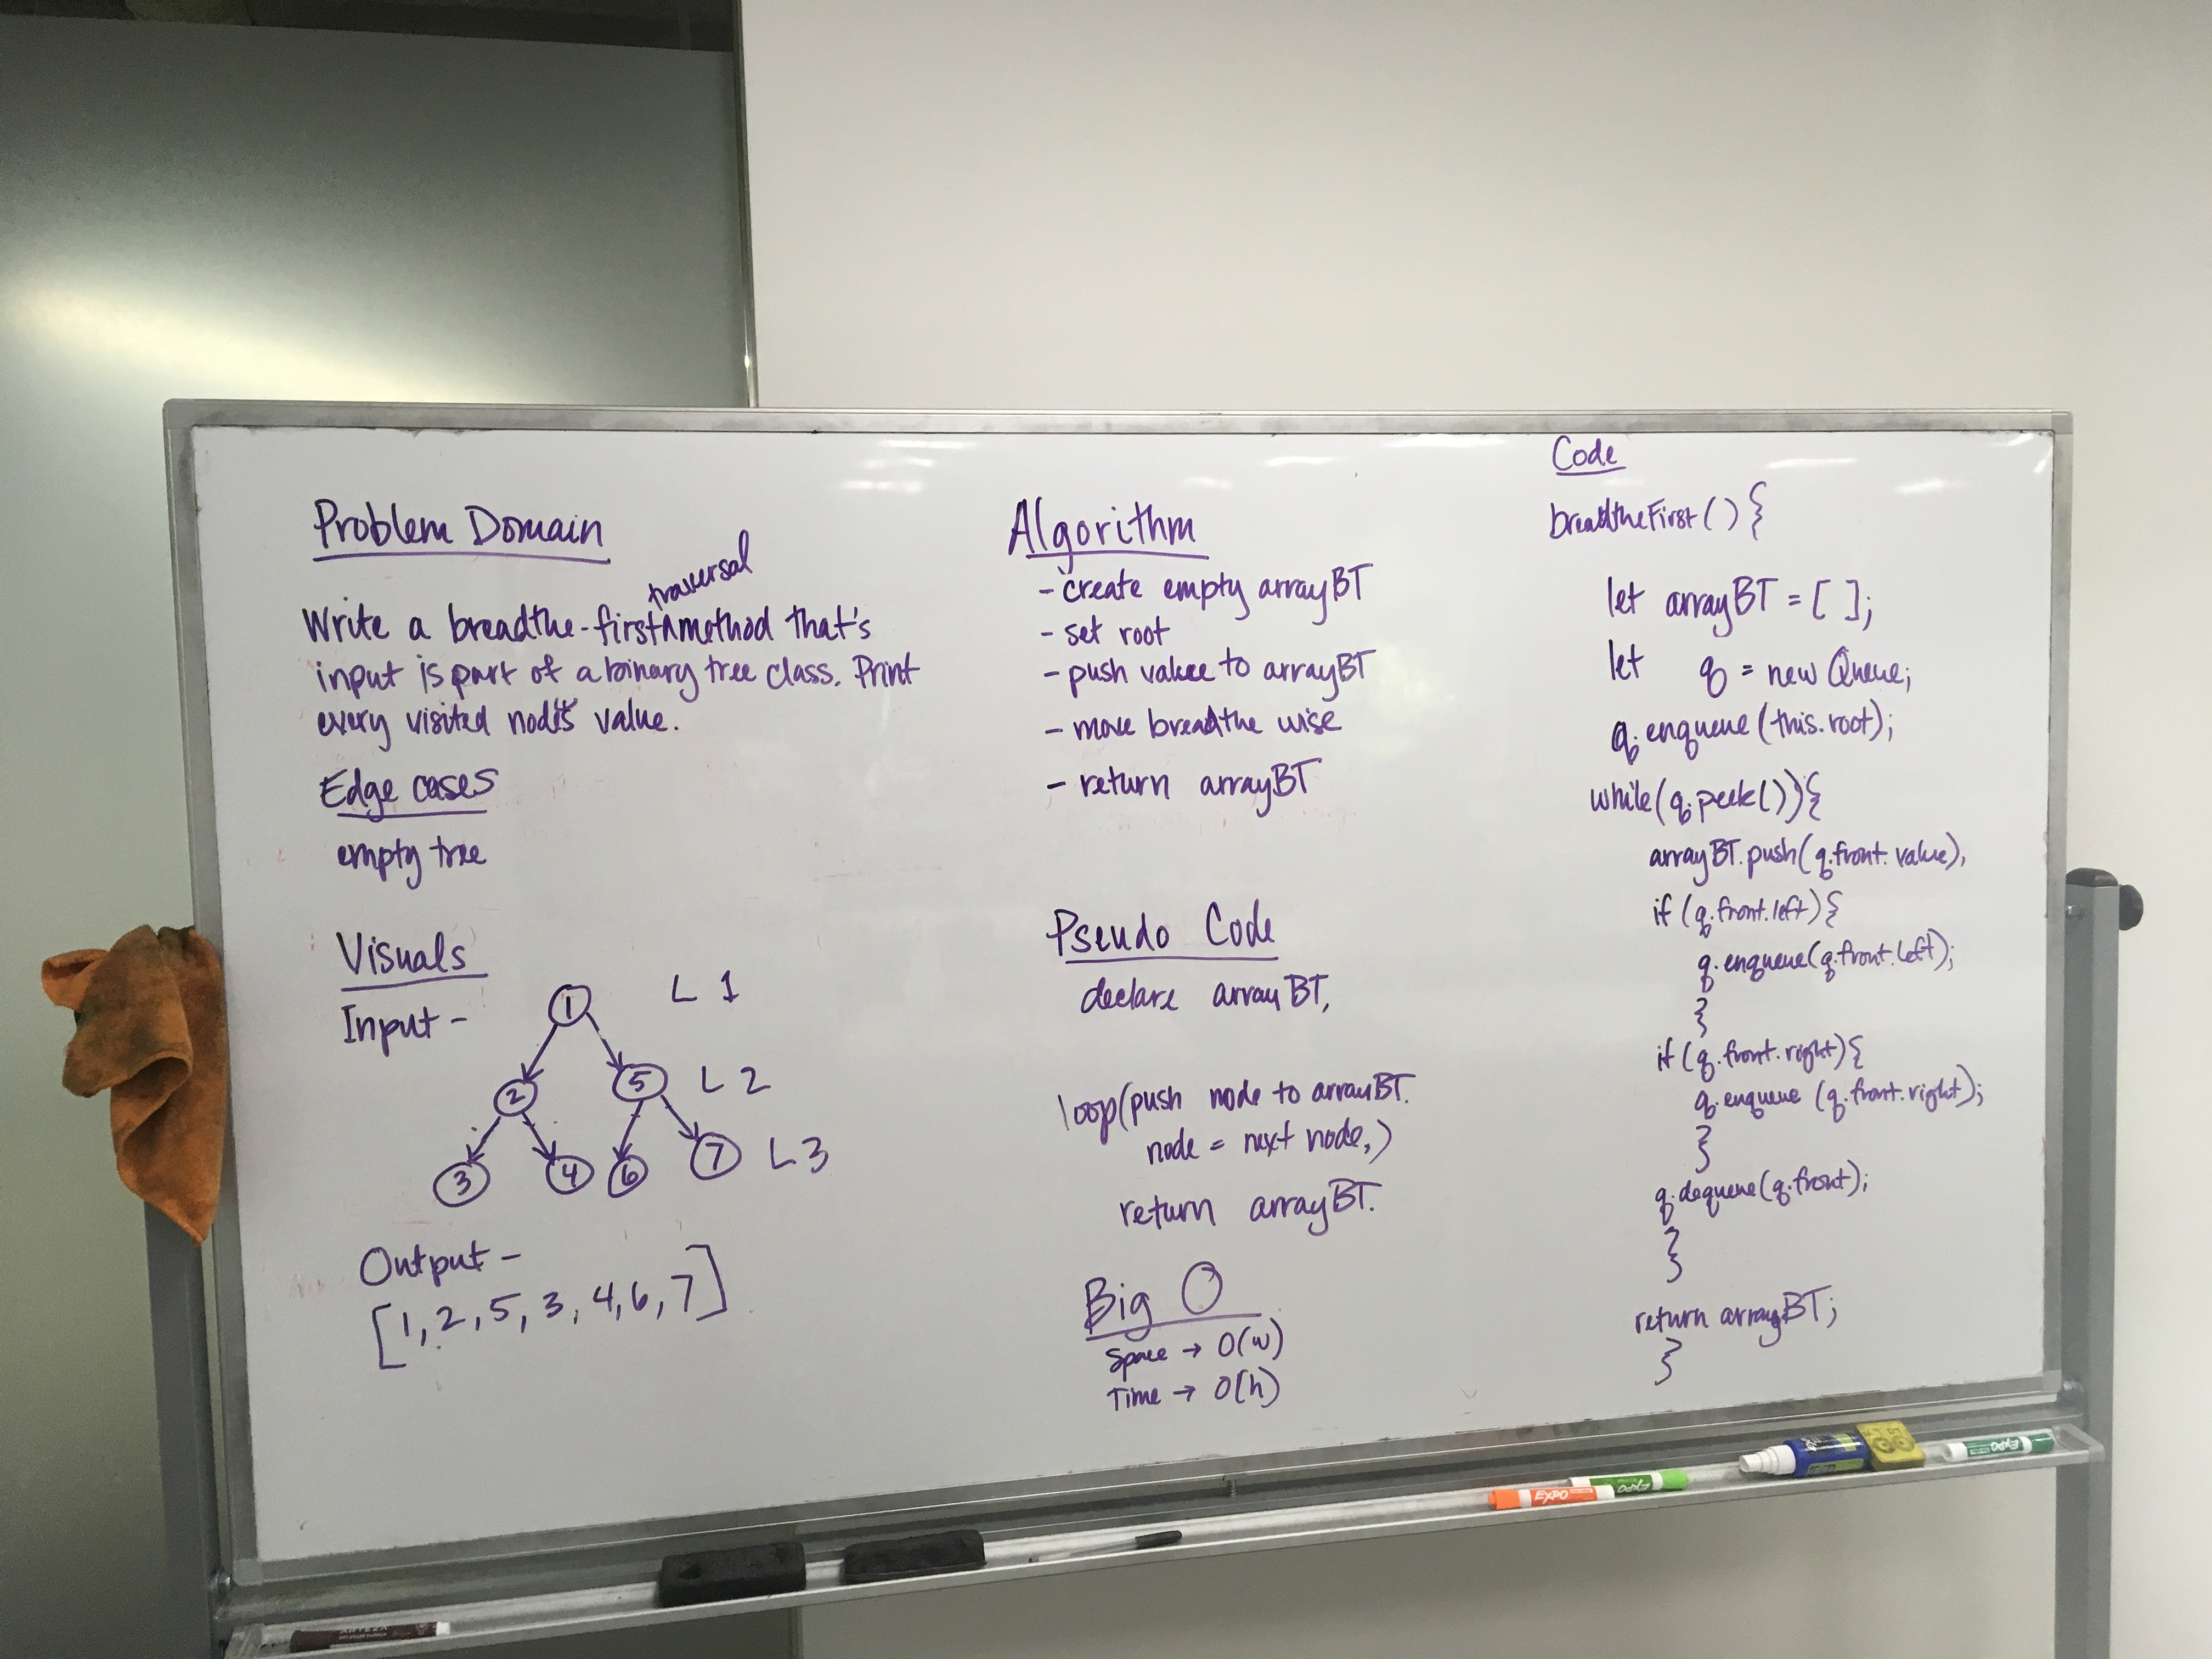 Problem Domain
traversal
Write a breadthe-first^method that's
input is part of a binary tree class. Print
every visited node's value.
Edge cases
empty tree
Visuals
Input -
1
L 1
2
5
L 2
3
4
6
7
L3
Output -
[1, 2, 5, 3, 4, 6, 7]
Algorithm
- create empty arrayBT
- set root
- push value to arrayBT
- move breadthe wise
- return arrayBT
Pseudo Code
declare arrayBT,
loop(push node to arrayBT.
node = next node,)
return arrayBT.
Big O
Space → O(w)
Time → O(h)
Code
breadtheFirst() {
let arrayBT = [ ];
let q = new Queue;
q.enqueue(this.root);
while(q.peek()){
arrayBT.push(q.front.value),
if (q.front.left){
q.enqueue(q.front.left);
}
if (q.front.right){
q.enqueue (q.front.right);
}
q.dequeue(q.front);
}
return arrayBT;
}
EXPO
EXPO
EXPO